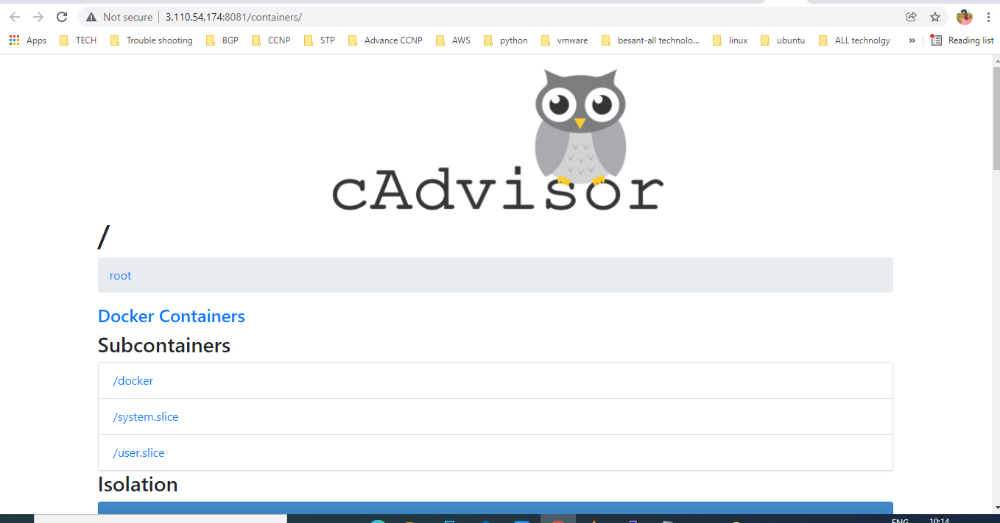 Not secure | 3.110.54.174:8081/containers/
Apps TECH Trouble shooting BGP CCNP STP Advance CCNP AWS python vmware besant-all technolo... linux ubuntu ALL technolgy » Reading list
cAdvisor
/
root
Docker Containers
Subcontainers
/docker
/system.slice
/user.slice
Isolation
ENG 10:14